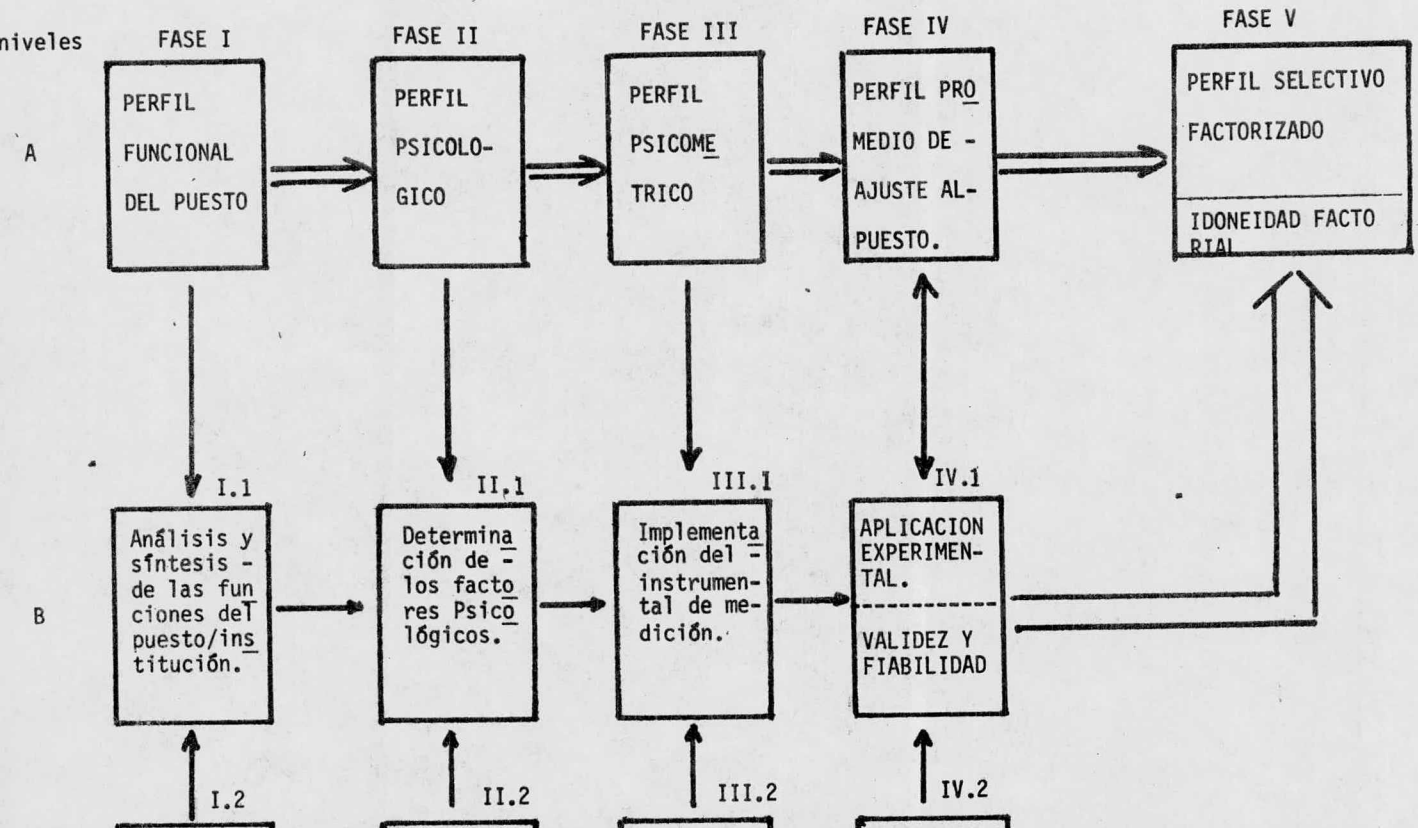 niveles
FASE I
FASE II
FASE III
FASE IV
FASE V
A
PERFIL
FUNCIONAL
DEL PUESTO
PERFIL
PSICOLO-
GICO
PERFIL
PSICOME
TRICO
PERFIL PRO
MEDIO DE -
AJUSTE AL-
PUESTO.
PERFIL SELECTIVO
FACTORIZADO
IDONEIDAD FACTO
RIAL
B
I.1
Análisis y
síntesis -
de las fun
ciones del
puesto/ins
titución.
II.1
Determina
ción de -
los facto
res Psico
lógicos.
III.1
Implementa
ción del -
instrumen-
tal de me-
dición.
IV.1
APLICACION
EXPERIMEN-
TAL.
VALIDEZ Y
FIABILIDAD
I.2
II.2
III.2
IV.2